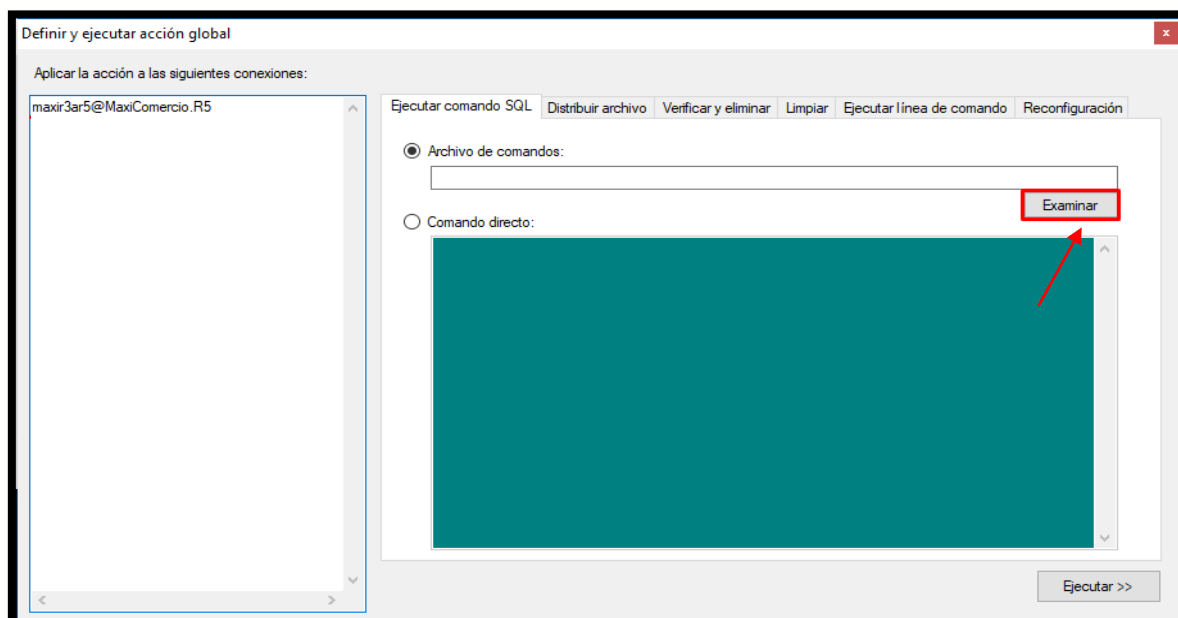 Definir y ejecutar acción global
x
Aplicar la acción a las siguientes conexiones:
maxir3ar5@MaxiComercio.R5
Ejecutar comando SQL Distribuir archivo Verificar y eliminar Limpiar Ejecutar línea de comando Reconfiguración
Archivo de comandos:
Examinar
Comando directo:
Ejecutar >>